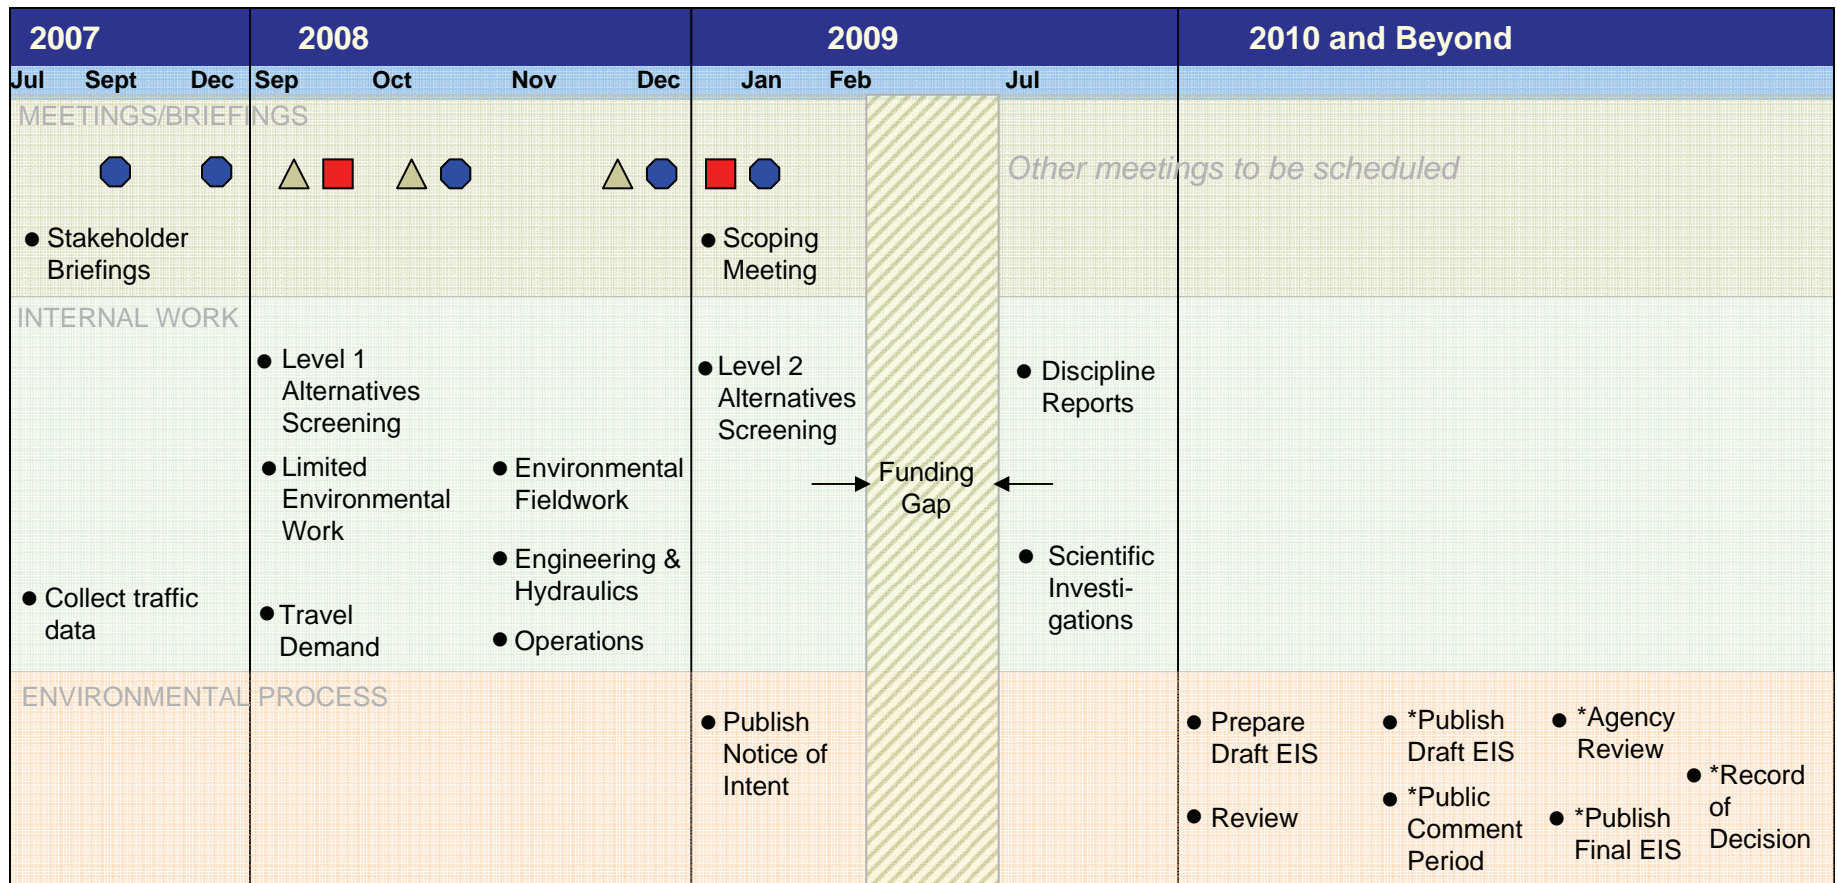 2007
2008
2009
2010 and Beyond
Jul Sept Dec Sep Oct Nov Dec Jan Feb Jul
MEETINGS/BRIEFINGS
Other meetings to be scheduled
● Stakeholder
Briefings
● Scoping
Meeting
INTERNAL WORK
● Level 1
Alternatives
Screening
● Limited
Environmental
Work
● Environmental
Fieldwork
● Engineering &
Hydraulics
● Collect traffic
data
● Travel
Demand
● Operations
● Level 2
Alternatives
Screening
Funding
Gap
● Discipline
Reports
● Scientific
Investi-
gations
ENVIRONMENTAL PROCESS
● Publish
Notice of
Intent
● Prepare
Draft EIS
● Review
● *Publish
Draft EIS
● *Public
Comment
Period
● *Agency
Review
● *Publish
Final EIS
● *Record
of
Decision